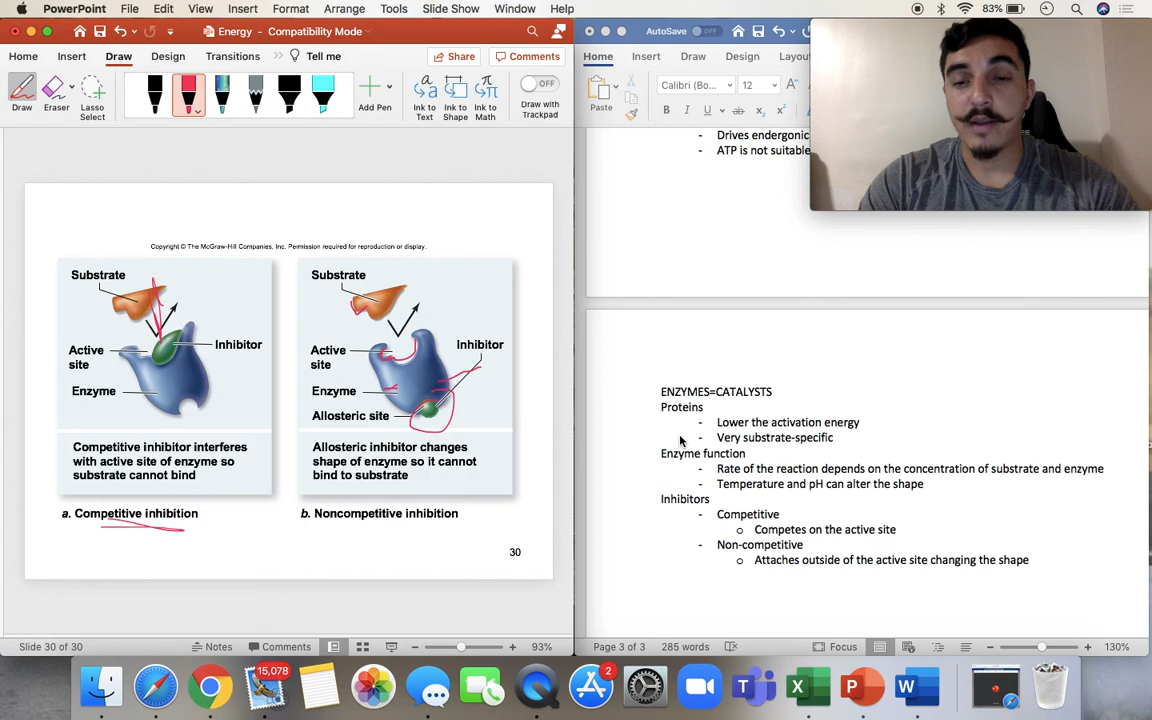 PowerPoint File Edit View Insert Format Arrange Tools Slide Show Window Help 83%
Energy - Compatibility Mode
AutoSave OFF
Home Insert Draw Design Transitions Tell me Share Comments
Home Insert Draw Design Layou
Draw Eraser Lasso Select Add Pen Ink to Text Ink to Shape Ink to Math OFF Draw with Trackpad
Paste Calibri (Bo... 12
B I U ab x₂ x²
Copyright © The McGraw-Hill Companies, Inc. Permission required for reproduction or display.
Substrate
Inhibitor
Active
site
Enzyme
Competitive inhibitor interferes
with active site of enzyme so
substrate cannot bind
a. Competitive inhibition
Substrate
Inhibitor
Active
site
Enzyme
Allosteric site
Allosteric inhibitor changes
shape of enzyme so it cannot
bind to substrate
b. Noncompetitive inhibition
30
- Drives endergonic
- ATP is not suitable
ENZYMES=CATALYSTS
Proteins
- Lower the activation energy
- Very substrate-specific
Enzyme function
- Rate of the reaction depends on the concentration of substrate and enzyme
- Temperature and pH can alter the shape
Inhibitors
- Competitive
o Competes on the active site
- Non-competitive
o Attaches outside of the active site changing the shape
Slide 30 of 30 Notes Comments 93%
Page 3 of 3 285 words Focus 130%
15,078
2